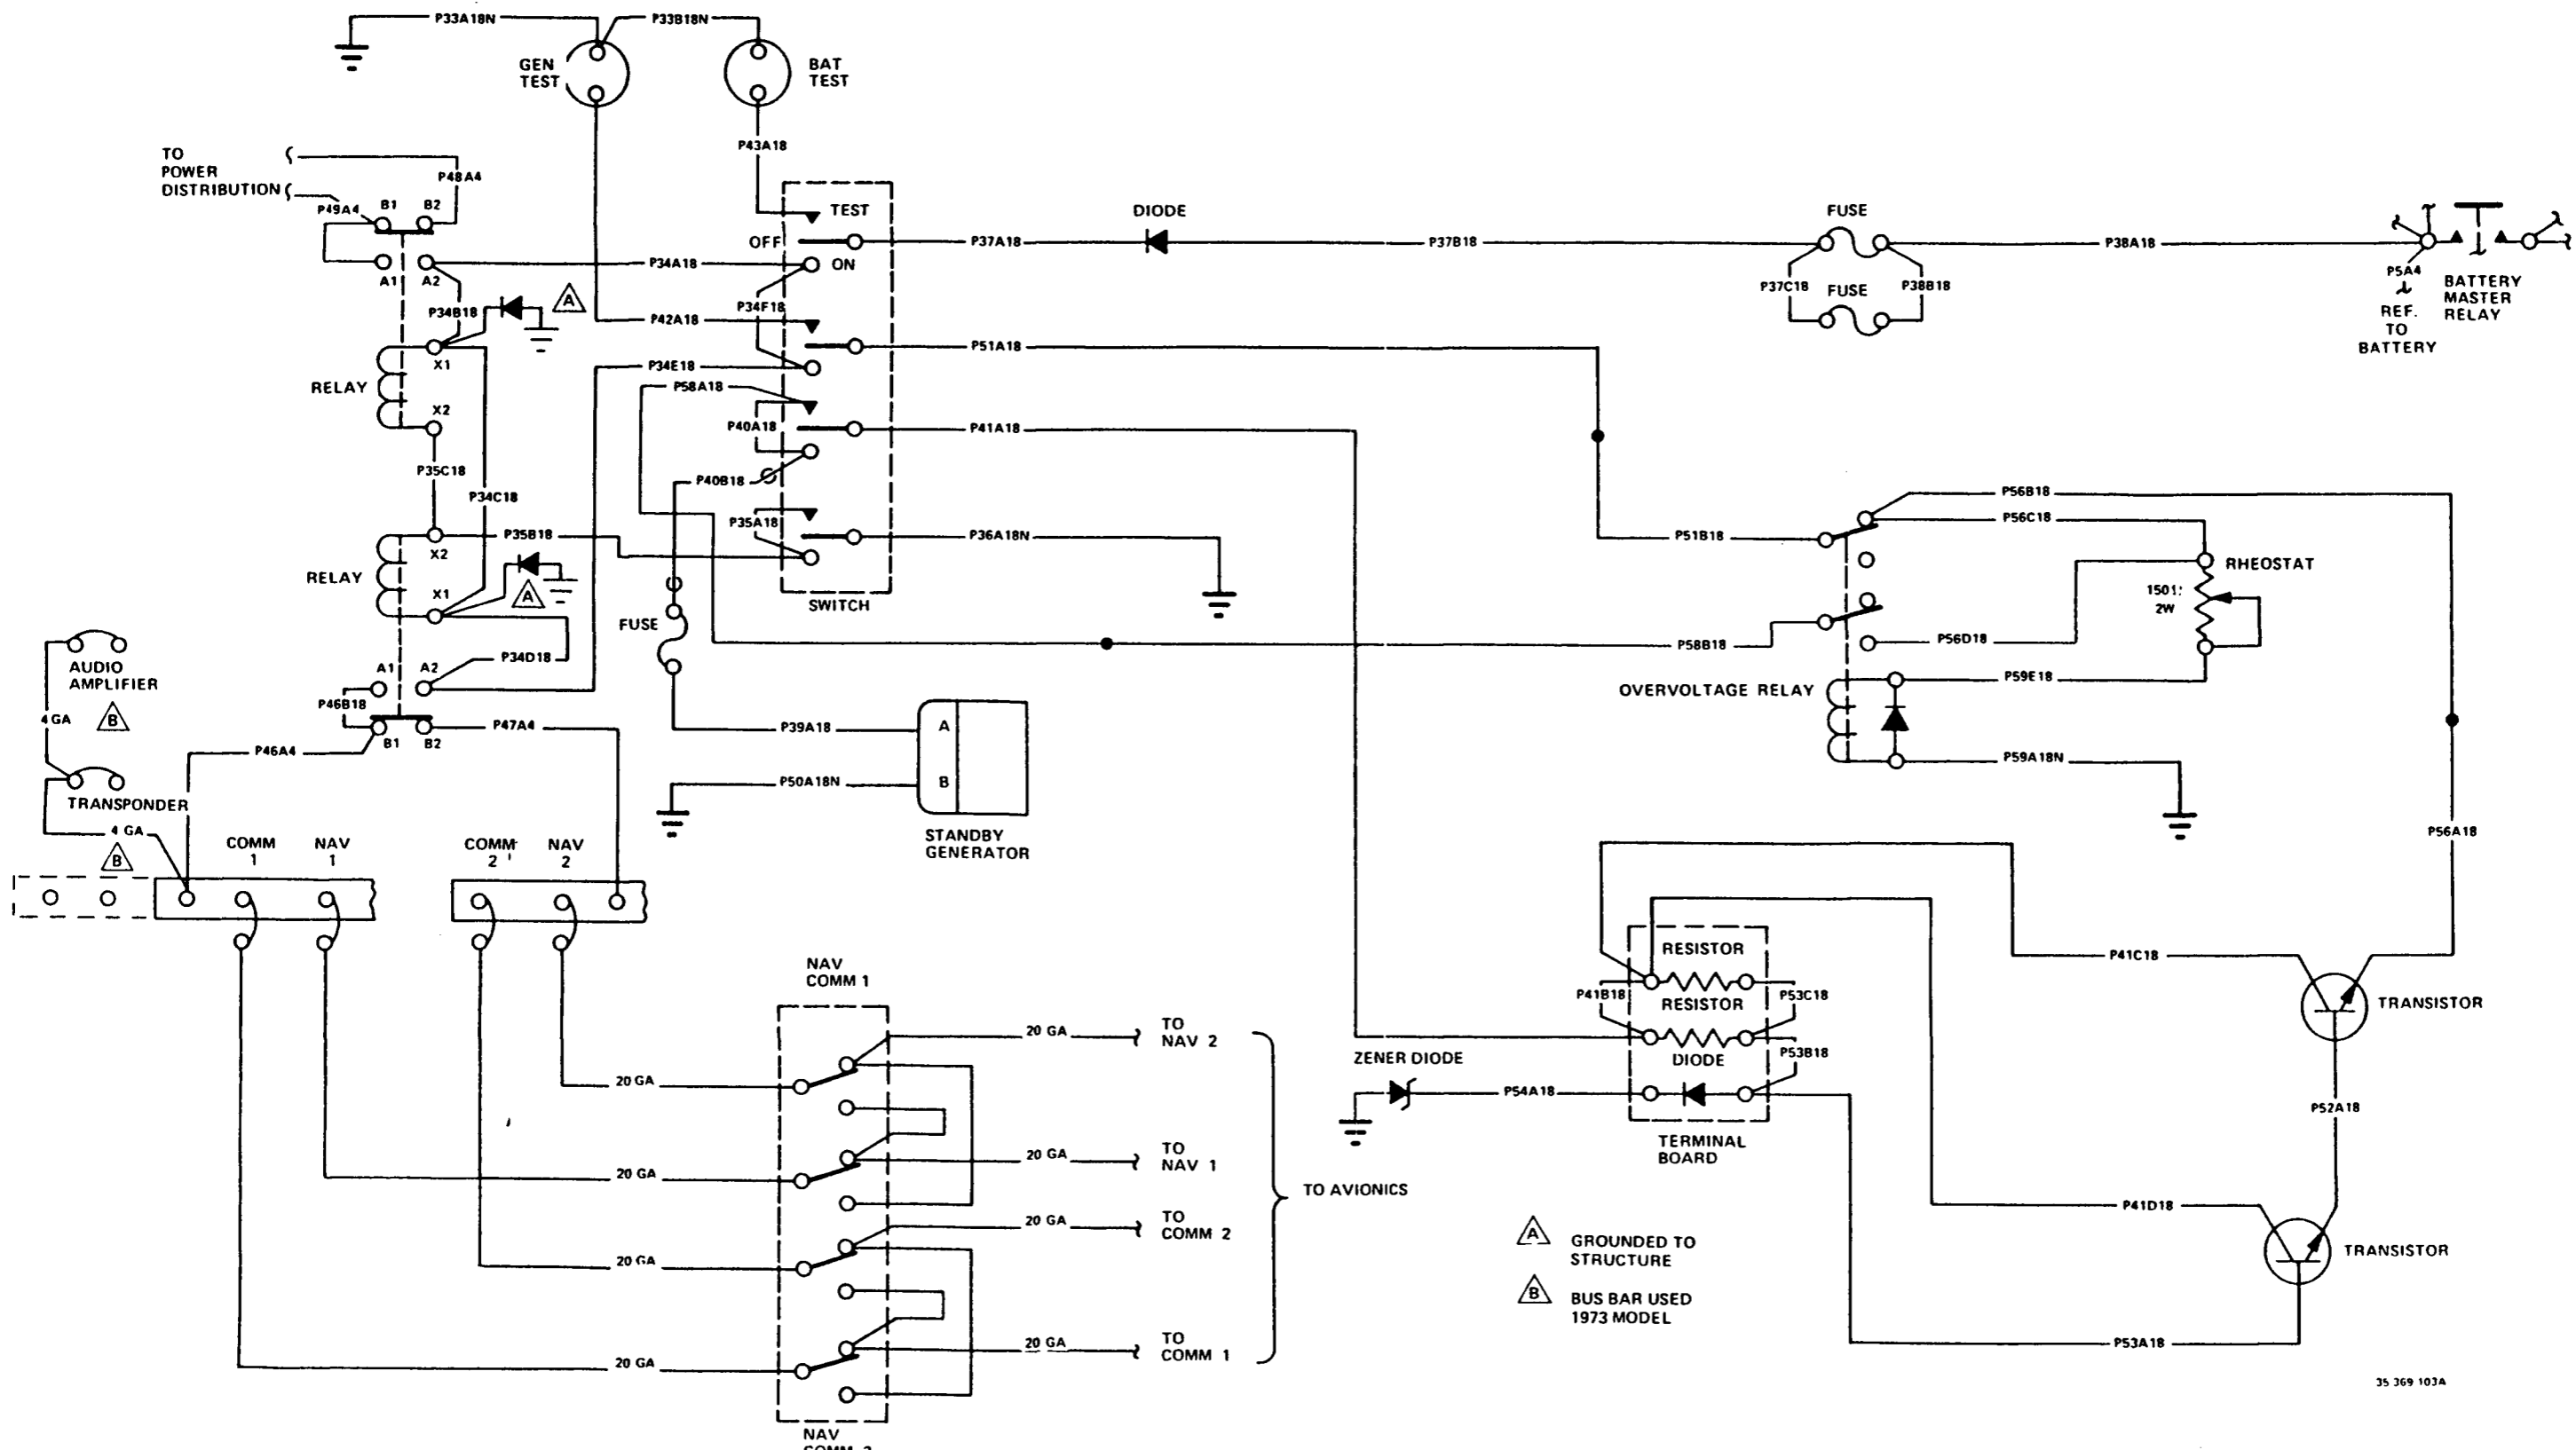 P33A18N
P33B18N
GEN
TEST
BAT
TEST
P43A18
TO
POWER
DISTRIBUTION
P48A4
P49A4
B1
B2
A1
A2
P34A18
P34B18
A
X1
RELAY
X2
P35C18
P34C18
X2
P35B18
RELAY
X1
A
P34D18
A1
A2
P46B18
B1
B2
P47A4
P46A4
TEST
OFF
ON
P34F18
P42A18
P34E18
P58A18
P40A18
P40B18
P35A18
SWITCH
FUSE
P37A18
DIODE
P37B18
FUSE
P37C18
FUSE
P38B18
P38A18
P5A4
REF.
TO
BATTERY
BATTERY
MASTER
RELAY
P51A18
P41A18
P36A18N
P51B18
P58B18
P56B18
P56C18
RHEOSTAT
2W
P56D18
OVERVOLTAGE RELAY
P59E18
P59A18N
P56A18
AUDIO
AMPLIFIER
4 GA
B
TRANSPONDER
4 GA
B
COMM
1
NAV
1
COMM
2
NAV
2
P39A18
P50A18N
A
B
STANDBY
GENERATOR
NAV
COMM 1
20 GA
20 GA
20 GA
20 GA
20 GA
TO
NAV 2
20 GA
TO
NAV 1
20 GA
TO
COMM 2
20 GA
TO
COMM 1
TO AVIONICS
NAV
ZENER DIODE
P54A18
RESISTOR
P41B18
RESISTOR
P53C18
DIODE
P53B18
TERMINAL
BOARD
P41C18
TRANSISTOR
P52A18
P41D18
TRANSISTOR
P53A18
A
GROUNDED TO
STRUCTURE
B
BUS BAR USED
1973 MODEL
35 369 103A